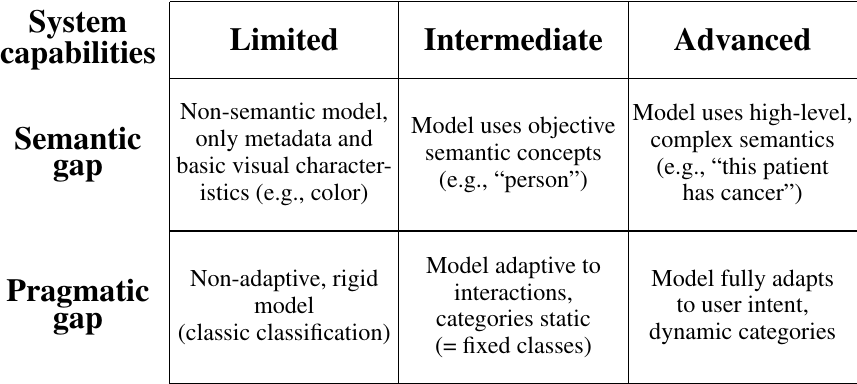 System
capabilities
Limited
Intermediate
Advanced
Semantic
gap
Non-semantic model,
only metadata and
basic visual character-
istics (e.g., color)
Model uses objective
semantic concepts
(e.g., “person”)
Model uses high-level,
complex semantics
(e.g., “this patient
has cancer”)
Pragmatic
gap
Non-adaptive, rigid
model
(classic classification)
Model adaptive to
interactions,
categories static
(= fixed classes)
Model fully adapts
to user intent,
dynamic categories